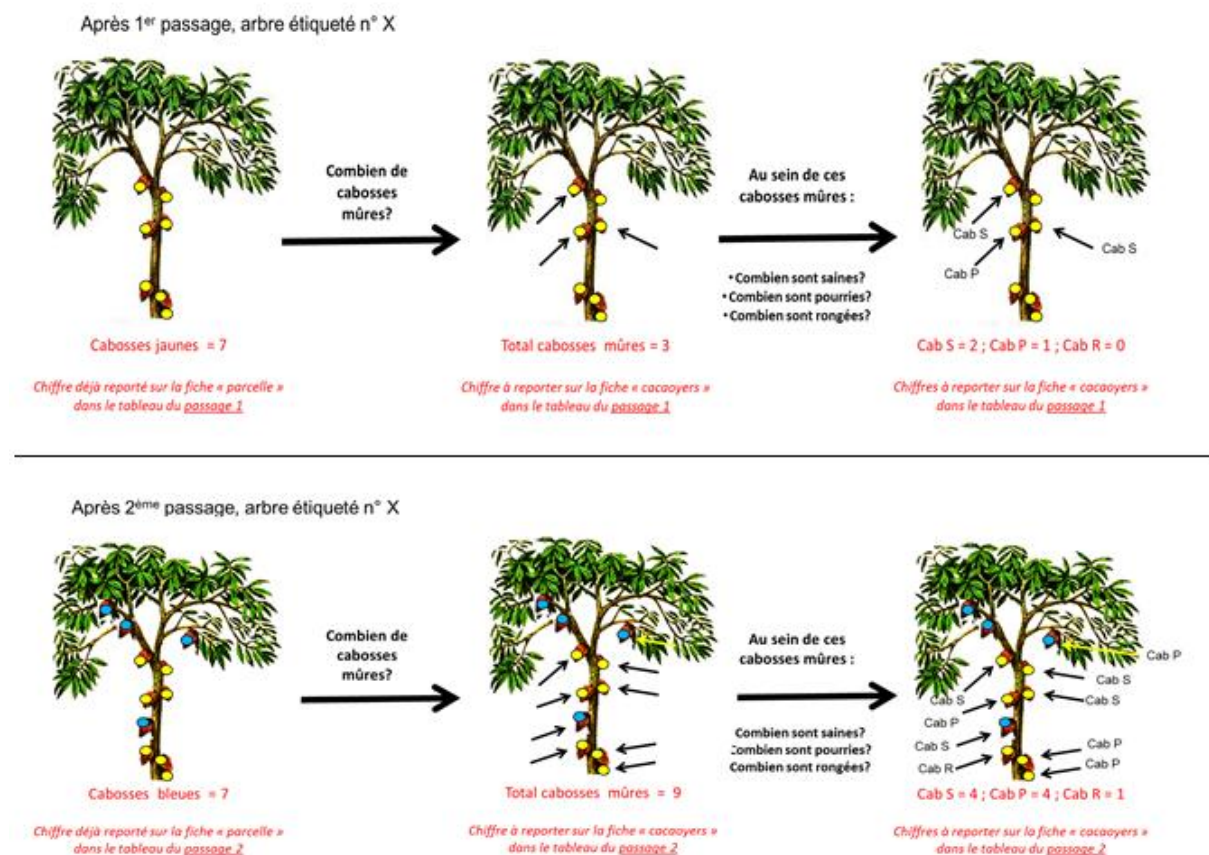 Après 1er passage, arbre étiqueté n° X
Combien de
cabosses
mûres?
Au sein de ces
cabosses mûres :
Cab S
Cab S
Cab P
•Combien sont saines?
•Combien sont pourries?
•Combien sont rongées?
Cabosses jaunes = 7
Total cabosses mûres = 3
Cab S = 2 ; Cab P = 1 ; Cab R = 0
Chiffre déjà reporté sur la fiche « parcelle »
dans le tableau du passage 1
Chiffre à reporter sur la fiche « cacaoyers »
dans le tableau du passage 1
Chiffres à reporter sur la fiche « cacaoyers »
dans le tableau du passage 1
Après 2ème passage, arbre étiqueté n° X
Combien de
cabosses
mûres?
Au sein de ces
cabosses mûres :
Cab P
Cab S
Cab S
Cab S
Cab P
Cab S
Cab P
Cab R
Cab P
Combien sont saines?
Combien sont pourries?
Combien sont rongées?
Cabosses bleues = 7
Total cabosses mûres = 9
Cab S = 4 ; Cab P = 4 ; Cab R = 1
Chiffre déjà reporté sur la fiche « parcelle »
dans le tableau du passage 2
Chiffre à reporter sur la fiche « cacaoyers »
dans le tableau du passage 2
Chiffres à reporter sur la fiche « cacaoyers »
dans le tableau du passage 2